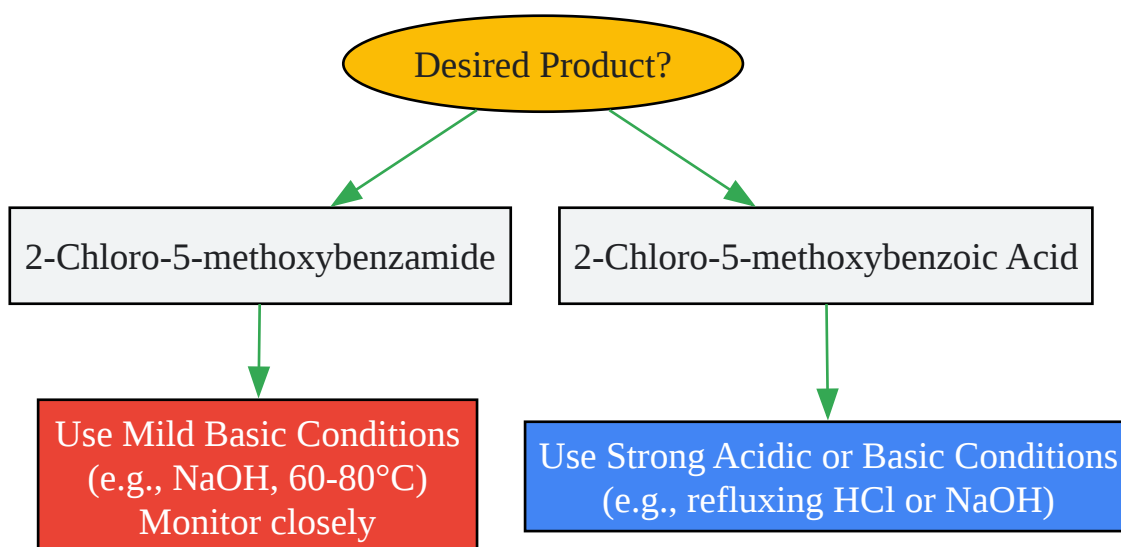 Desired Product?
2-Chloro-5-methoxybenzamide
2-Chloro-5-methoxybenzoic Acid
Use Mild Basic Conditions
(e.g., NaOH, 60-80°C)
Monitor closely
Use Strong Acidic or Basic Conditions
(e.g., refluxing HCl or NaOH)